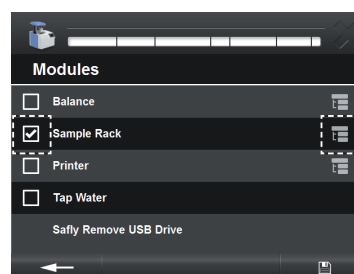 Modules
Balance
Sample Rack
Printer
Tap Water
Safly Remove USB Drive